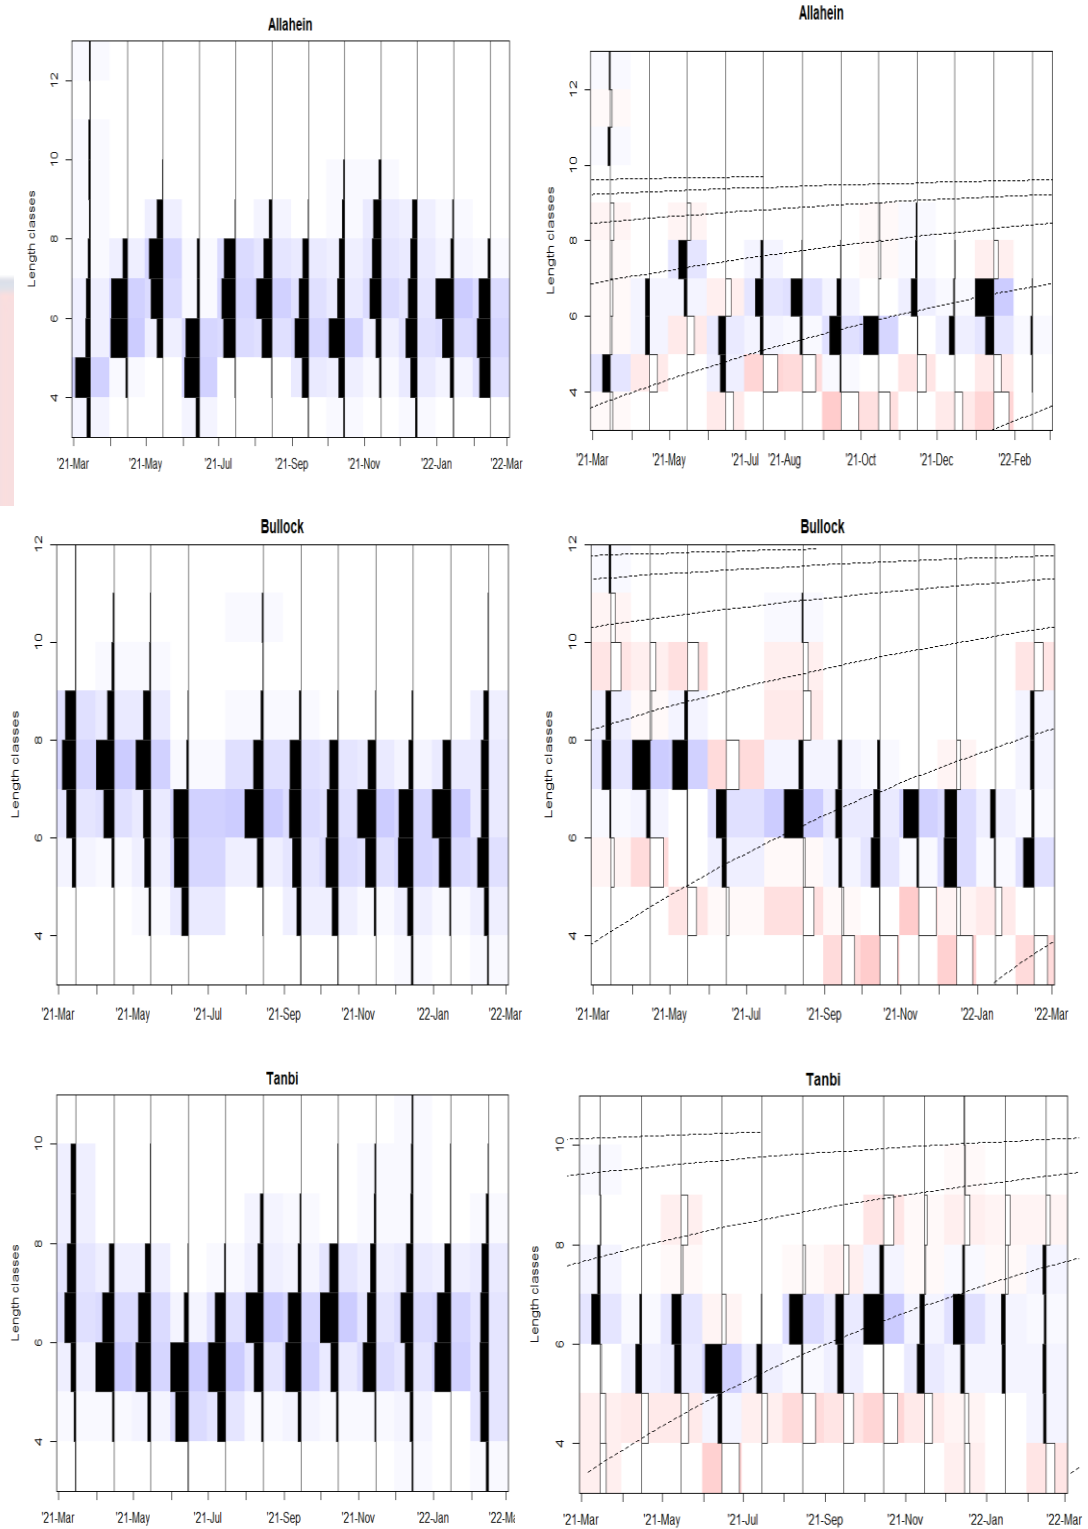 Allahein
Allahein
Length classes
4 6 8 10 12
'21-Mar '21-May '21-Jul '21-Sep '21-Nov '22-Jan '22-Mar
Length classes
4 6 8 10 12
'21-Mar '21-May '21-Jul '21-Aug '21-Oct '21-Dec '22-Feb
Bullock
Bullock
Length classes
4 6 8 10 12
'21-Mar '21-May '21-Jul '21-Sep '21-Nov '22-Jan '22-Mar
Length classes
4 6 8 10 12
'21-Mar '21-May '21-Jul '21-Sep '21-Nov '22-Jan '22-Mar
Tanbi
Tanbi
Length classes
4 6 8 10
'21-Mar '21-May '21-Jul '21-Sep '21-Nov '22-Jan '22-M
Length classes
4 6 8 10
'21-Mar '21-May '21-Jul '21-Sep '21-Nov '22-Jan '22-Mar